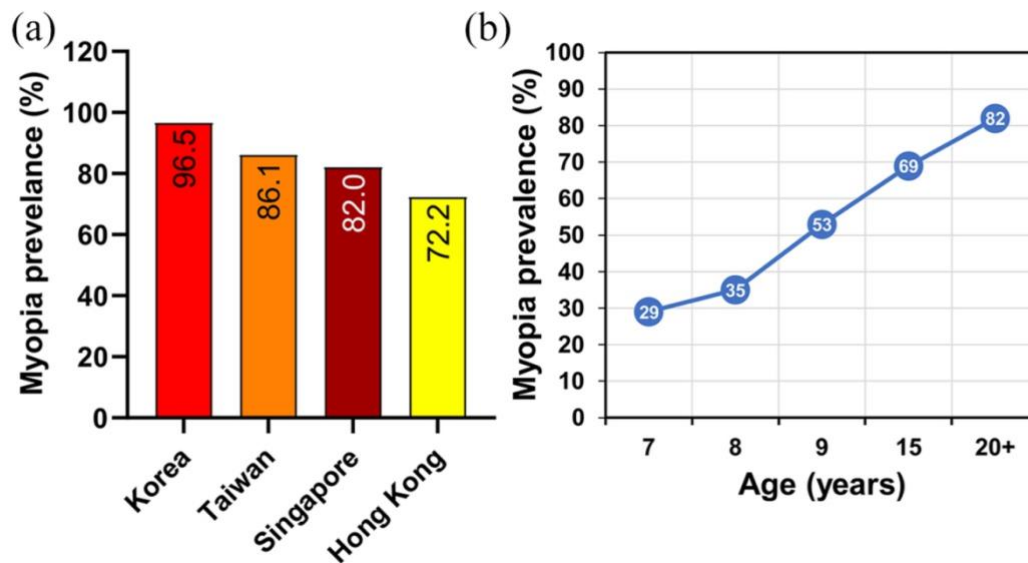 (a)
Myopia prevelance (%)
120
100
80
60
40
20
0
96.5
86.1
82.0
72.2
Korea
Taiwan
Singapore
Hong Kong
(b)
Myopia prevalence (%)
100
90
80
70
60
50
40
30
20
10
0
29
35
53
69
82
7 8 9 15 20+
Age (years)